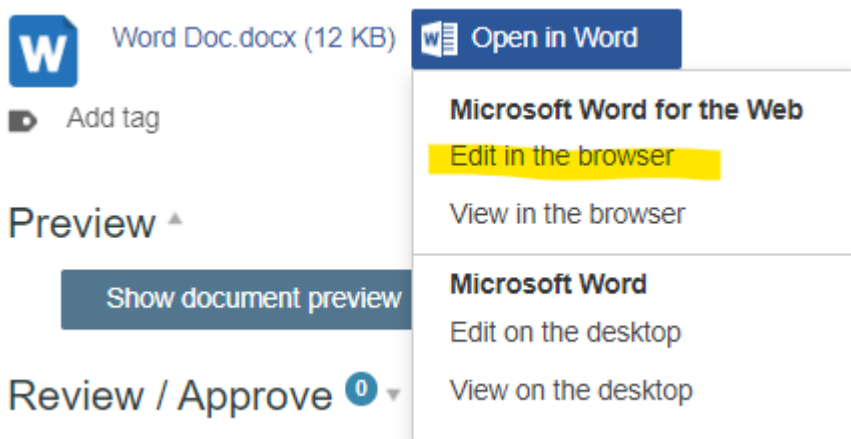 W Word Doc.docx (12 KB) W Open in Word
Add tag
Microsoft Word for the Web
Edit in the browser
View in the browser
Preview
Show document preview
Microsoft Word
Edit on the desktop
View on the desktop
Review / Approve 0